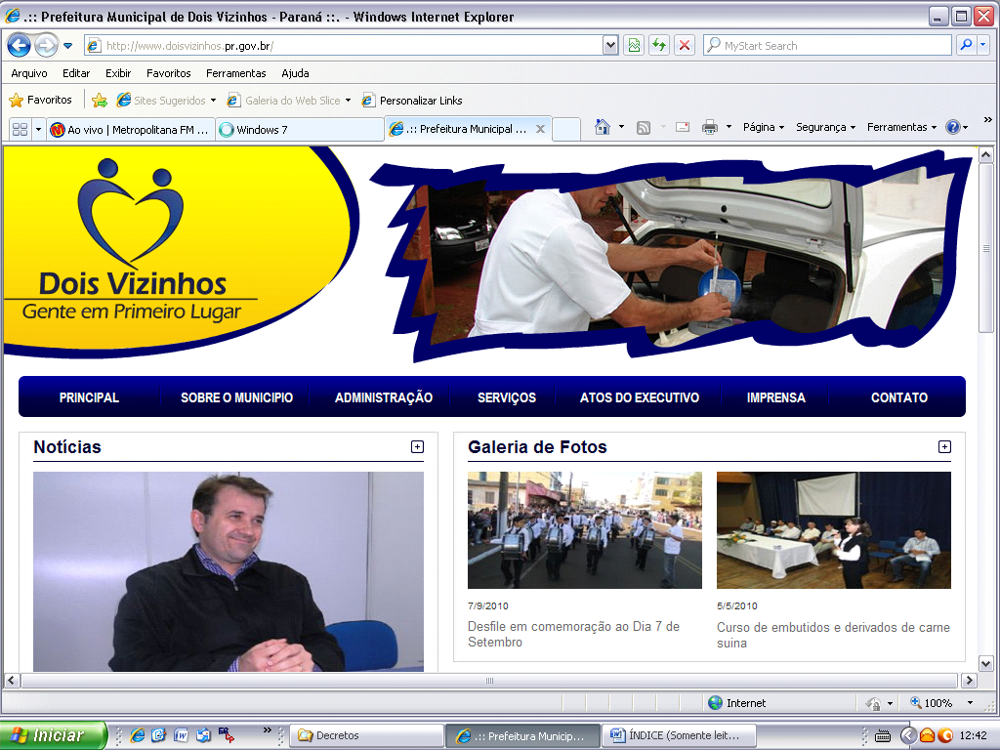 .:: Prefeitura Municipal de Dois Vizinhos - Paraná ::. - Windows Internet Explorer
http://www.doisvizinhos.pr.gov.br/
MyStart Search
Arquivo Editar Exibir Favoritos Ferramentas Ajuda
Favoritos Sites Sugeridos Galeria do Web Slice Personalizar Links
Ao vivo | Metropolitana FM ... Windows 7 .:: Prefeitura Municipal ... Página Segurança Ferramentas
Dois Vizinhos
Gente em Primeiro Lugar
PRINCIPAL SOBRE O MUNICIPIO ADMINISTRAÇÃO SERVIÇOS ATOS DO EXECUTIVO IMPRENSA CONTATO
Notícias
Galeria de Fotos
7/9/2010
Desfile em comemoração ao Dia 7 de
Setembro
5/5/2010
Curso de embutidos e derivados de carne
suina
Internet 100%
Iniciar Decretos .:: Prefeitura Municip... ÍNDICE (Somente leit... 12:42